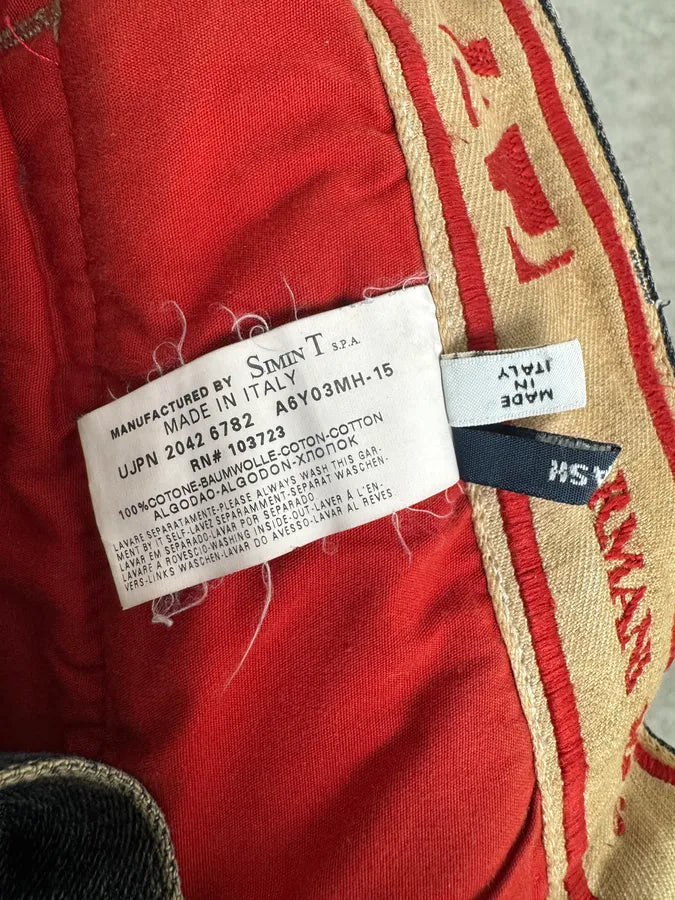 MANUFACTURED BY SIMIN T S.P.A.
MADE IN ITALY
UJPN 2042 6782 A6Y03MH-15
RN# 103723
100%COTONE-BAUMWOLLE-COTON-COTTON
ALGODAO-ALGODON-ХЛОПОК
LAVARE SEPARATAMENTE-PLEASE ALWAYS WASH THIS GAR-
MENT BY IT SELF-LAVEZ SEPARAMMENT-SEPARAT WASCHEN-
LAVAR EM SEPARADO-LAVAR POR SEPARADO
LAVARE A ROVESCIO-WASHING INSIDE-OUT-LAVER A L'EN-
VERS-LINKS WASCHEN-LAVAR DO AVESSO-LAVAR AL REVES
MADE
IN
ITALY
RMANI